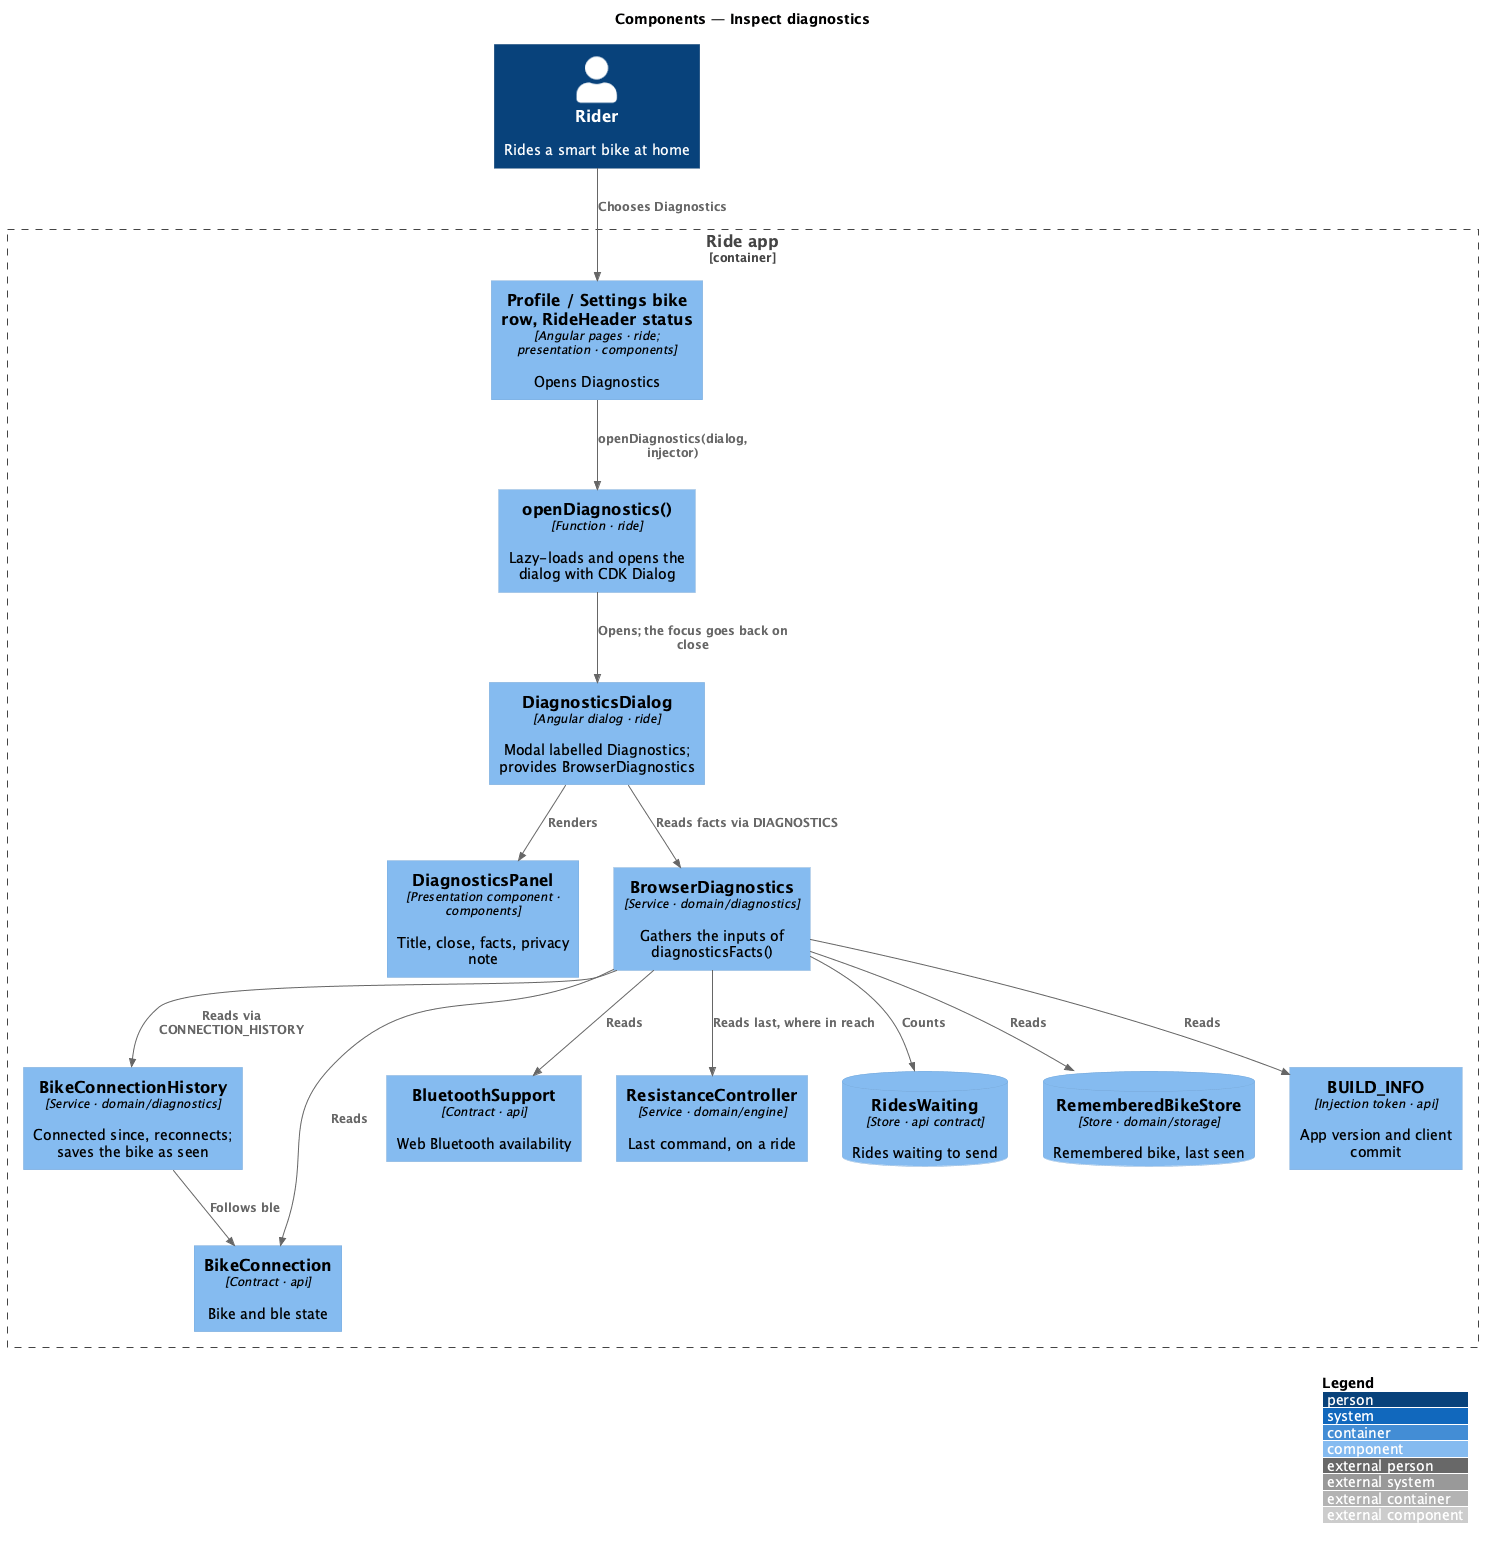 Components — Inspect diagnostics
Rider
Rides a smart bike at home
Chooses Diagnostics
Ride app
[container]
Profile / Settings bike
row, RideHeader status
[Angular pages · ride;
presentation · components]
Opens Diagnostics
openDiagnostics(dialog,
injector)
openDiagnostics()
[Function · ride]
Lazy-loads and opens the
dialog with CDK Dialog
Opens; the focus goes back on
close
DiagnosticsDialog
[Angular dialog · ride]
Modal labelled Diagnostics;
provides BrowserDiagnostics
Renders
Reads facts via DIAGNOSTICS
DiagnosticsPanel
[Presentation component ·
components]
Title, close, facts, privacy
note
BrowserDiagnostics
[Service · domain/diagnostics]
Gathers the inputs of
diagnosticsFacts()
Reads via
CONNECTION_HISTORY
Reads
Reads last, where in reach
Counts
Reads
Reads
BikeConnectionHistory
[Service · domain/diagnostics]
Connected since, reconnects;
saves the bike as seen
Reads
BluetoothSupport
[Contract · api]
Web Bluetooth availability
ResistanceController
[Service · domain/engine]
Last command, on a ride
RidesWaiting
[Store · api contract]
Rides waiting to send
RememberedBikeStore
[Store · domain/storage]
Remembered bike, last seen
BUILD_INFO
[Injection token · api]
App version and client
commit
Follows ble
BikeConnection
[Contract · api]
Bike and ble state
Legend
person
system
container
component
external person
external system
external container
external component